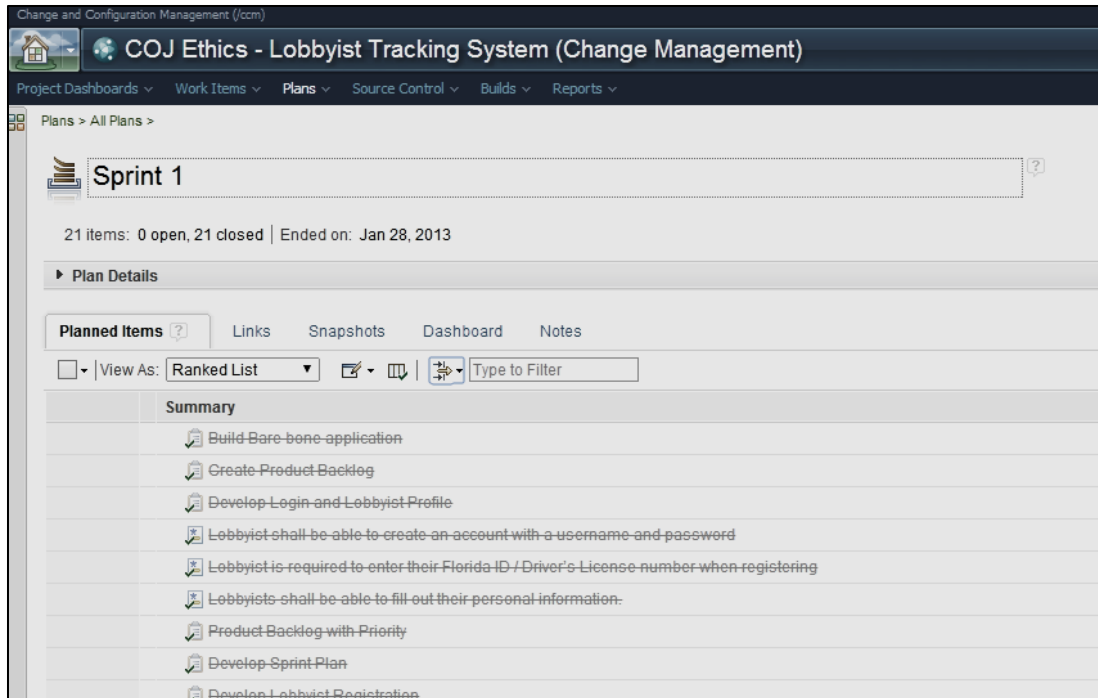 Change and Configuration Management (/ccm)
COJ Ethics - Lobbyist Tracking System (Change Management)
Project Dashboards Work Items Plans Source Control Builds Reports
Plans > All Plans >
Sprint 1
?
21 items: 0 open, 21 closed | Ended on: Jan 28, 2013
Plan Details
Planned Items ? Links Snapshots Dashboard Notes
View As: Ranked List Type to Filter
Summary
Build Bare bone application
Create Product Backlog
Develop Login and Lobbyist Profile
Lobbyist shall be able to create an account with a username and password
Lobbyist is required to enter their Florida ID / Driver's License number when registering
Lobbyists shall be able to fill out their personal information.
Product Backlog with Priority
Develop Sprint Plan
Develop Lobbyist Registration